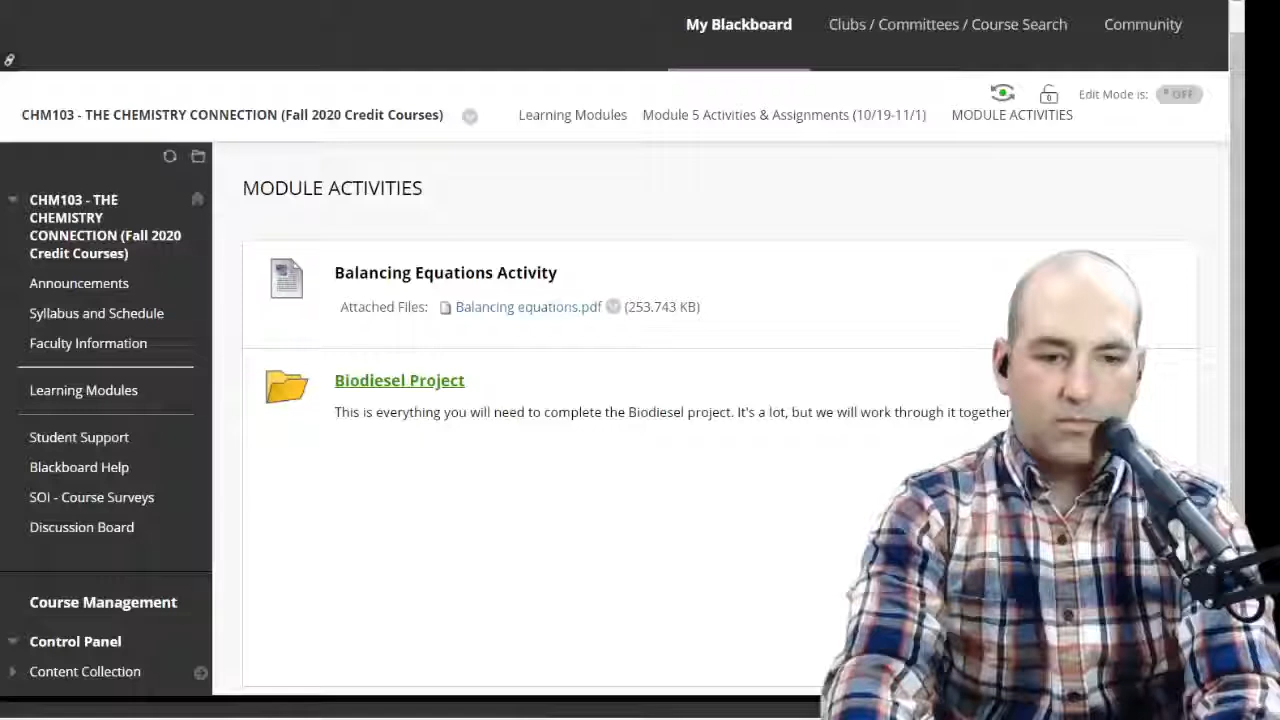 My Blackboard
Clubs / Committees / Course Search
Community
Edit Mode is:
OFF
CHM103 - THE CHEMISTRY CONNECTION (Fall 2020 Credit Courses)
Learning Modules
Module 5 Activities & Assignments (10/19-11/1)
MODULE ACTIVITIES
CHM103 - THE
CHEMISTRY
CONNECTION (Fall 2020
Credit Courses)
Announcements
Syllabus and Schedule
Faculty Information
Learning Modules
Student Support
Blackboard Help
SOI - Course Surveys
Discussion Board
Course Management
Control Panel
Content Collection
MODULE ACTIVITIES
Balancing Equations Activity
Attached Files: Balancing equations.pdf (253.743 KB)
Biodiesel Project
This is everything you will need to complete the Biodiesel project. It's a lot, but we will work through it together